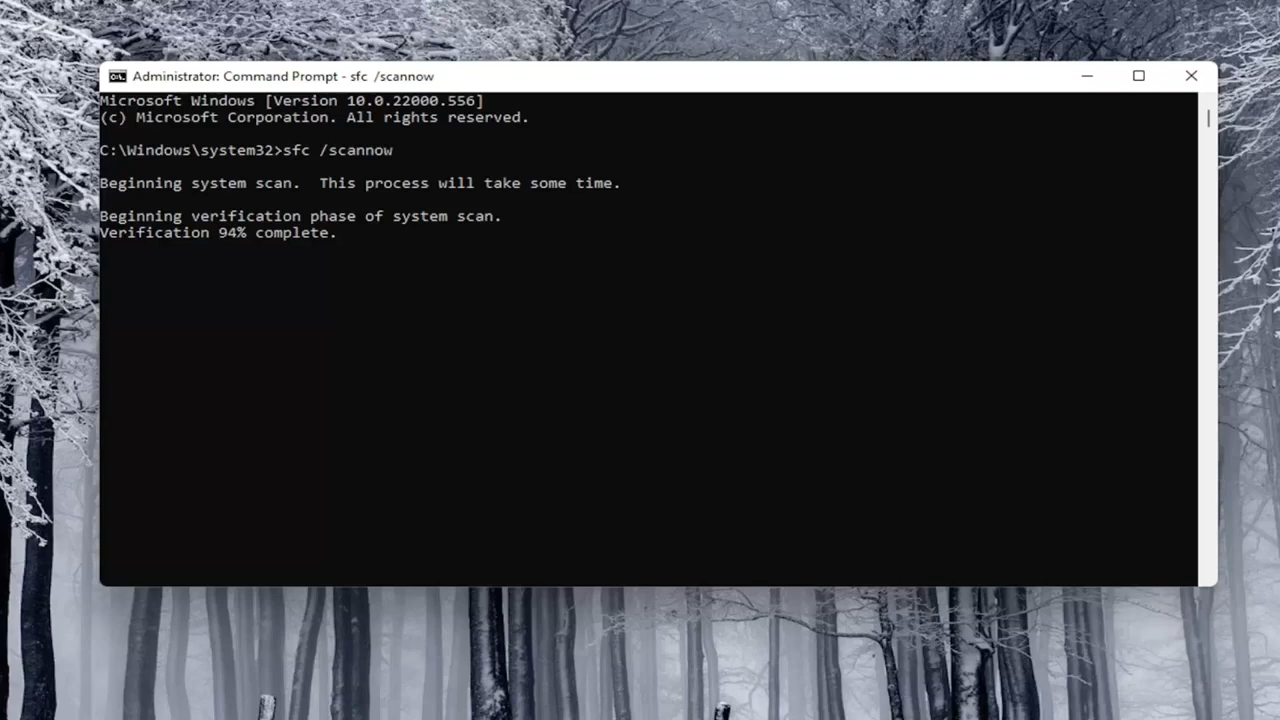 Administrator: Command Prompt - sfc  /scannow
Microsoft Windows [Version 10.0.22000.556]
(c) Microsoft Corporation. All rights reserved.
C:\Windows\system32>sfc /scannow
Beginning system scan.  This process will take some time.
Beginning verification phase of system scan.
Verification 94% complete.